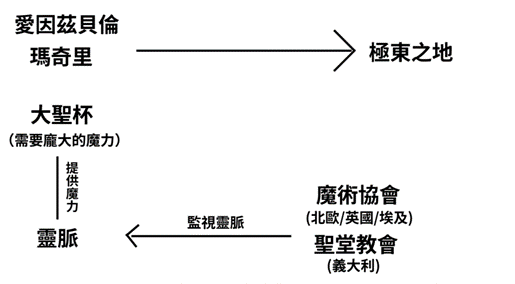 愛因茲貝倫
瑪奇里
極東之地
大聖杯
(需要龐大的魔力)
提供魔力
靈脈
監視靈脈
魔術協會
(北歐/英國/埃及)
聖堂教會
(義大利)